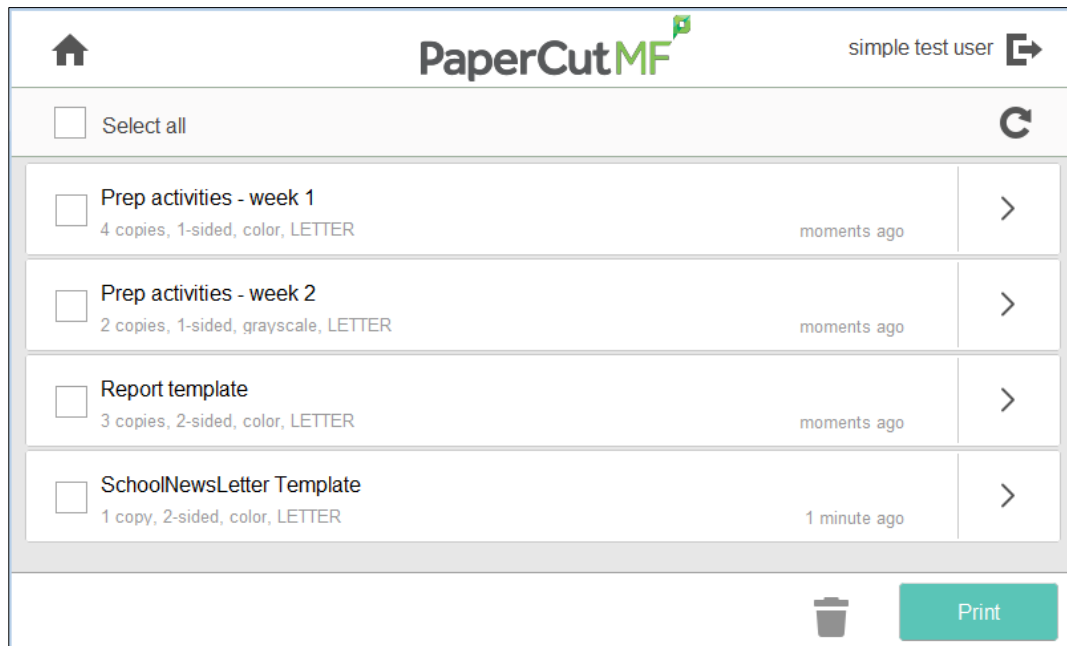 PaperCutMF
simple test user
Select all
Prep activities - week 1
4 copies, 1-sided, color, LETTER
moments ago
Prep activities - week 2
2 copies, 1-sided, grayscale, LETTER
moments ago
Report template
3 copies, 2-sided, color, LETTER
moments ago
SchoolNewsLetter Template
1 copy, 2-sided, color, LETTER
1 minute ago
Print